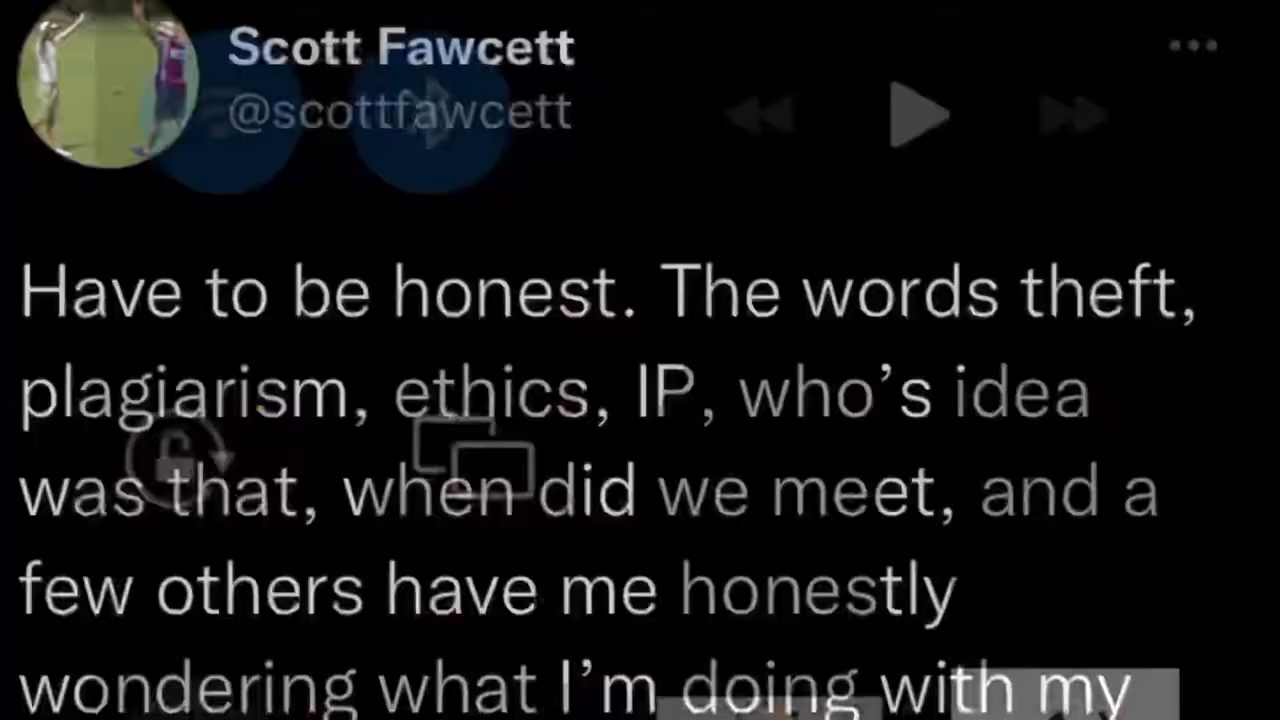 Scott Fawcett
@scottfawcett
Have to be honest. The words theft,
plagiarism, ethics, IP, who’s idea
was that, when did we meet, and a
few others have me honestly
wondering what I’m doing with my